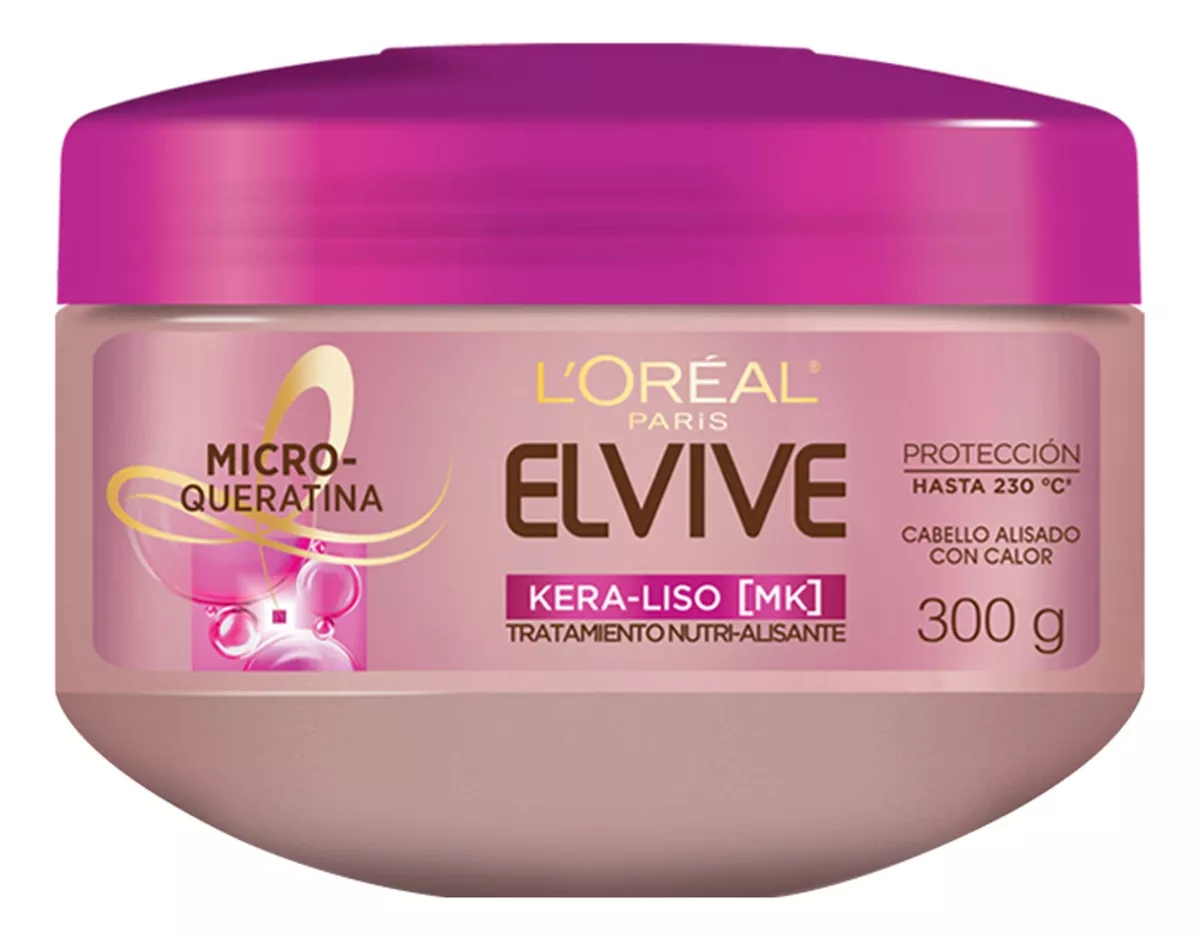 MICRO-
QUERATINA
L'ORÉAL®
PARiS
ELVIVE
KERA-LISO [MK]
TRATAMIENTO NUTRI-ALISANTE
PROTECCIÓN
HASTA 230 ºC*
CABELLO ALISADO
CON CALOR
300 g